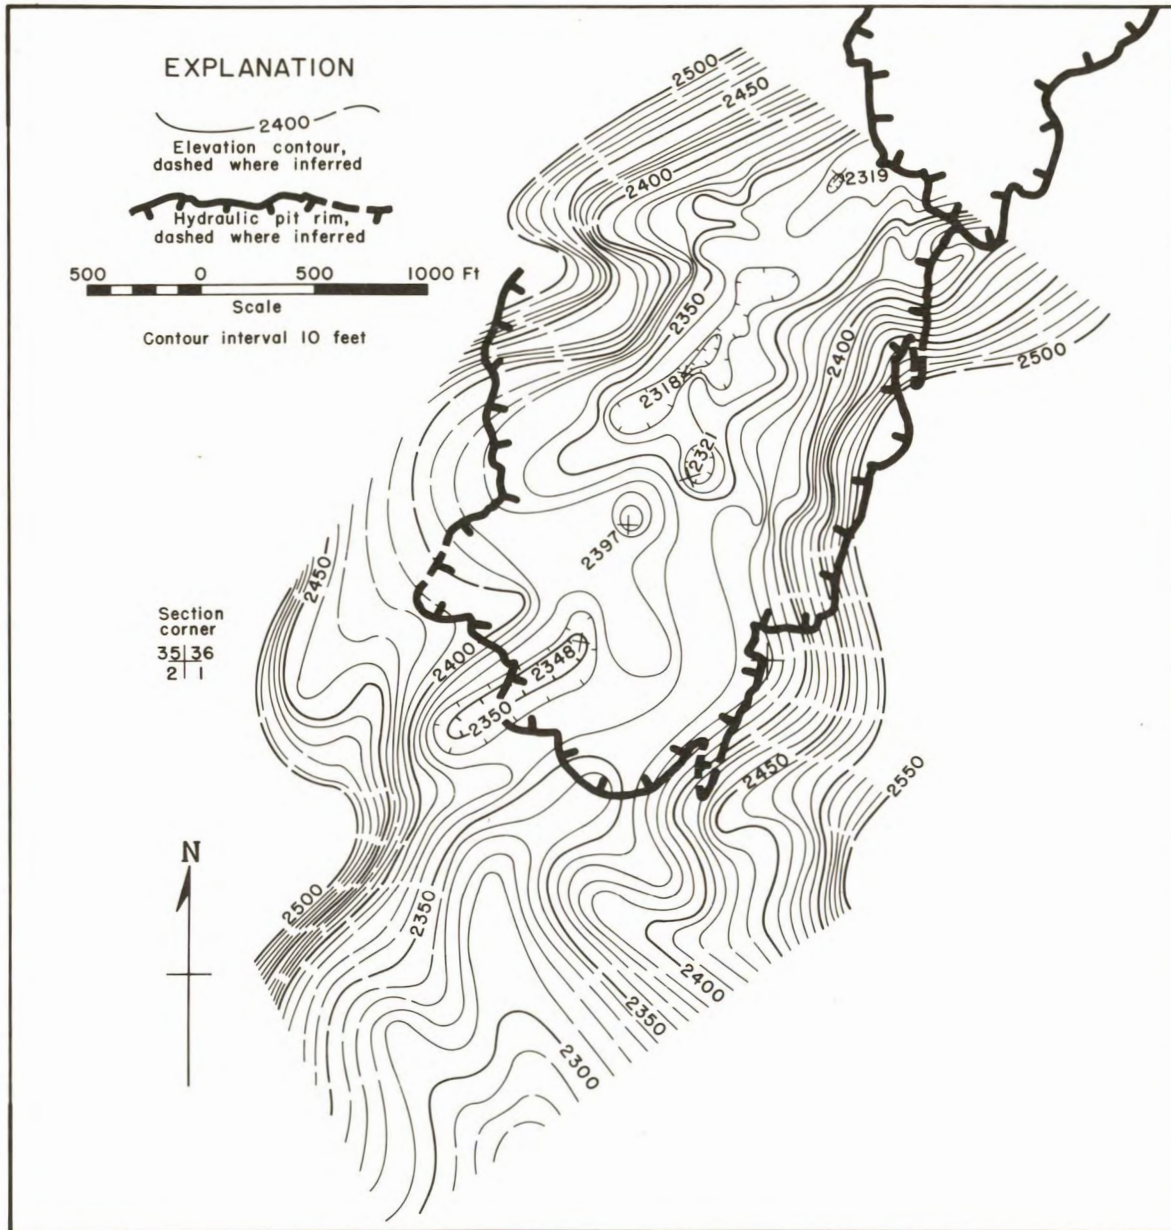 EXPLANATION
2400
Elevation contour,
dashed where inferred
Hydraulic pit rim,
dashed where inferred
500 0 500 1000 Ft
Scale
Contour interval 10 feet
2500
2450
2400
2319
2350
2400
2500
2318
2321
2397
2450
Section
corner
35 36
2 1
2400
2348
2350
2450
2550
N
2500
2350
2400
2350
2300